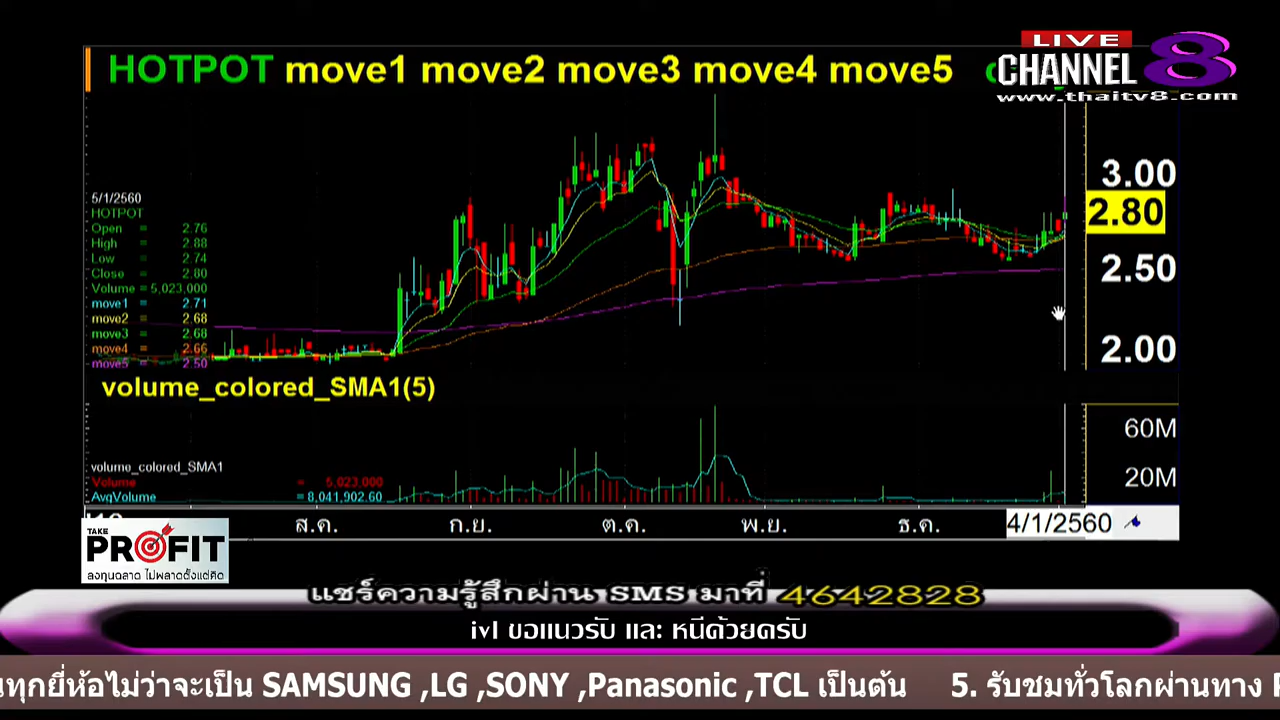 HOTPOT move1 move2 move3 move4 move5
LIVE
CHANNEL 8
www.thaitv8.com
3.00
2.80
2.50
2.00
5/1/2560
HOTPOT
Open = 2.76
High = 2.88
Low = 2.74
Close = 2.80
Volume = 5,023,000
move1 = 2.71
move2 = 2.68
move3 = 2.68
move4 = 2.66
move5 = 2.50
volume_colored_SMA1(5)
60M
20M
volume_colored_SMA1
Volume = 5,023,000
AvgVolume = 8,041,902.60
ส.ค. ก.ย. ต.ค. พ.ย. ธ.ค. 4/1/2560
TAKE
PROFIT
ลงทุนฉลาด ไม่พลาดตั้งแต่คิด
แชร์ความรู้สึกผ่าน SMS มาที่ 4642828
ivl ขอแนวรับ และ หนีด้วยครับ
นทุกยี่ห้อไม่ว่าจะเป็น SAMSUNG ,LG ,SONY ,Panasonic ,TCL เป็นต้น 5. รับชมทั่วโลกผ่านทาง